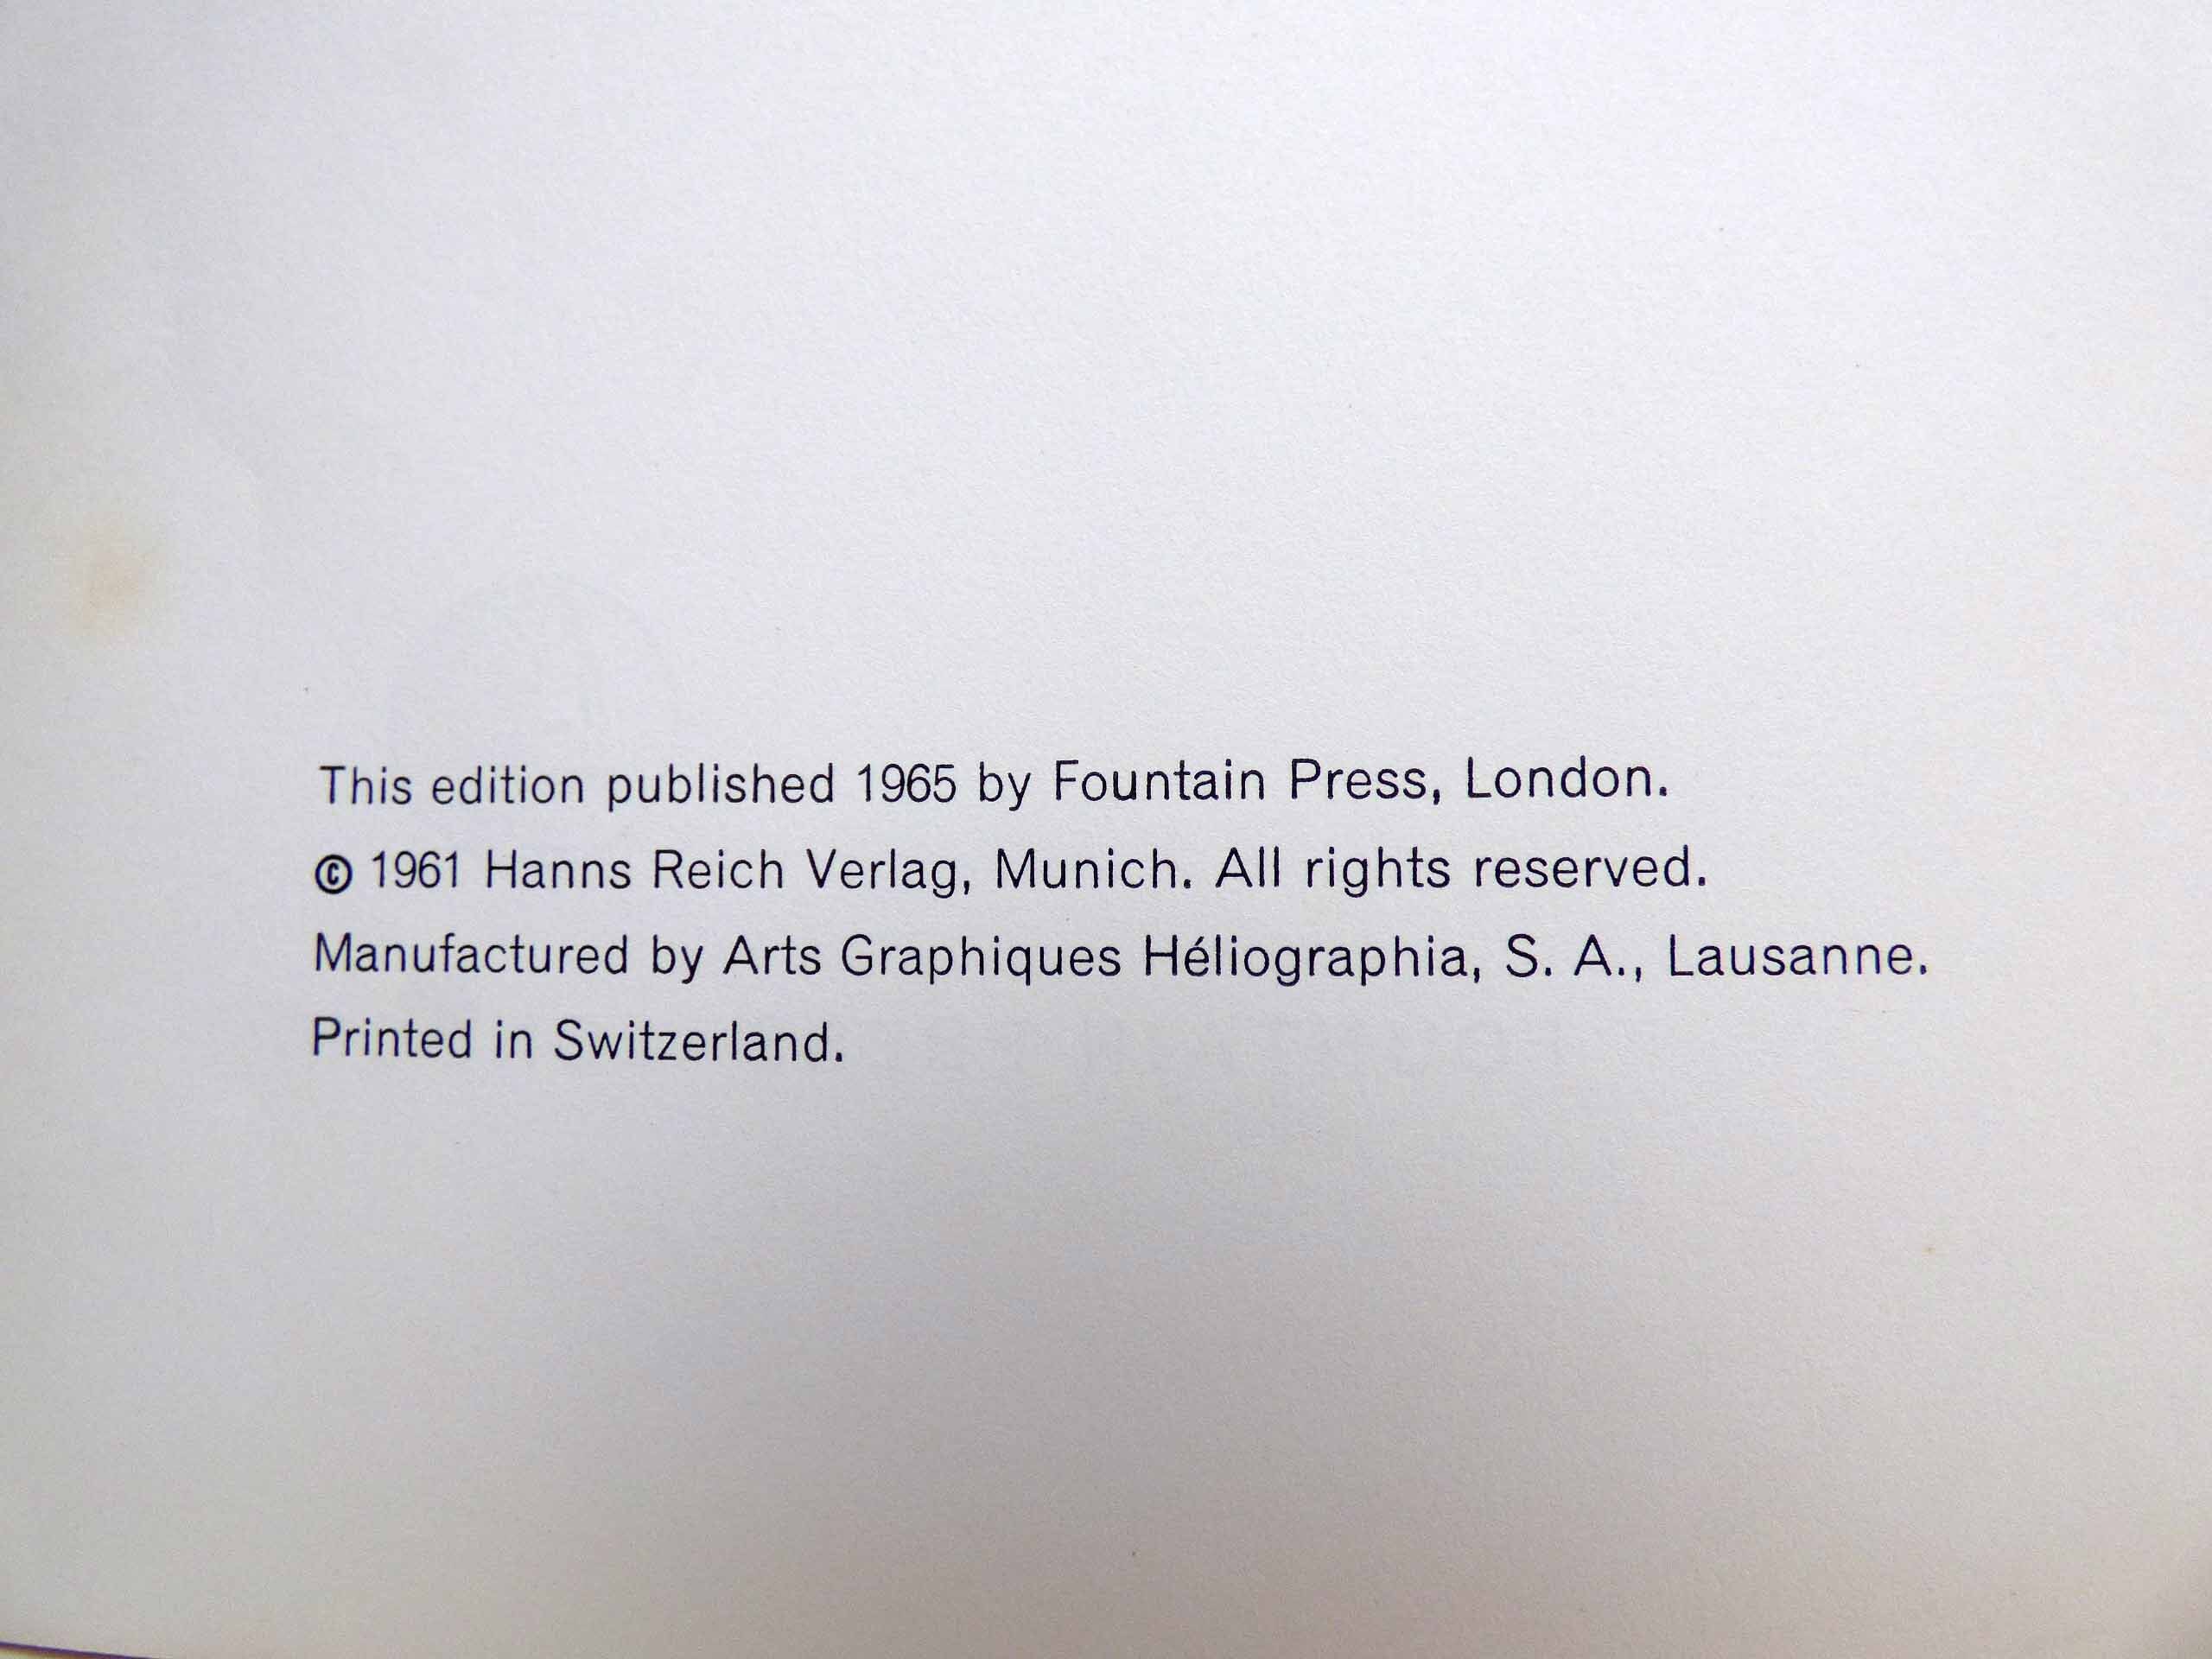 This edition published 1965 by Fountain Press, London.
© 1961 Hanns Reich Verlag, Munich. All rights reserved.
Manufactured by Arts Graphiques Héliographia, S. A., Lausanne.
Printed in Switzerland.